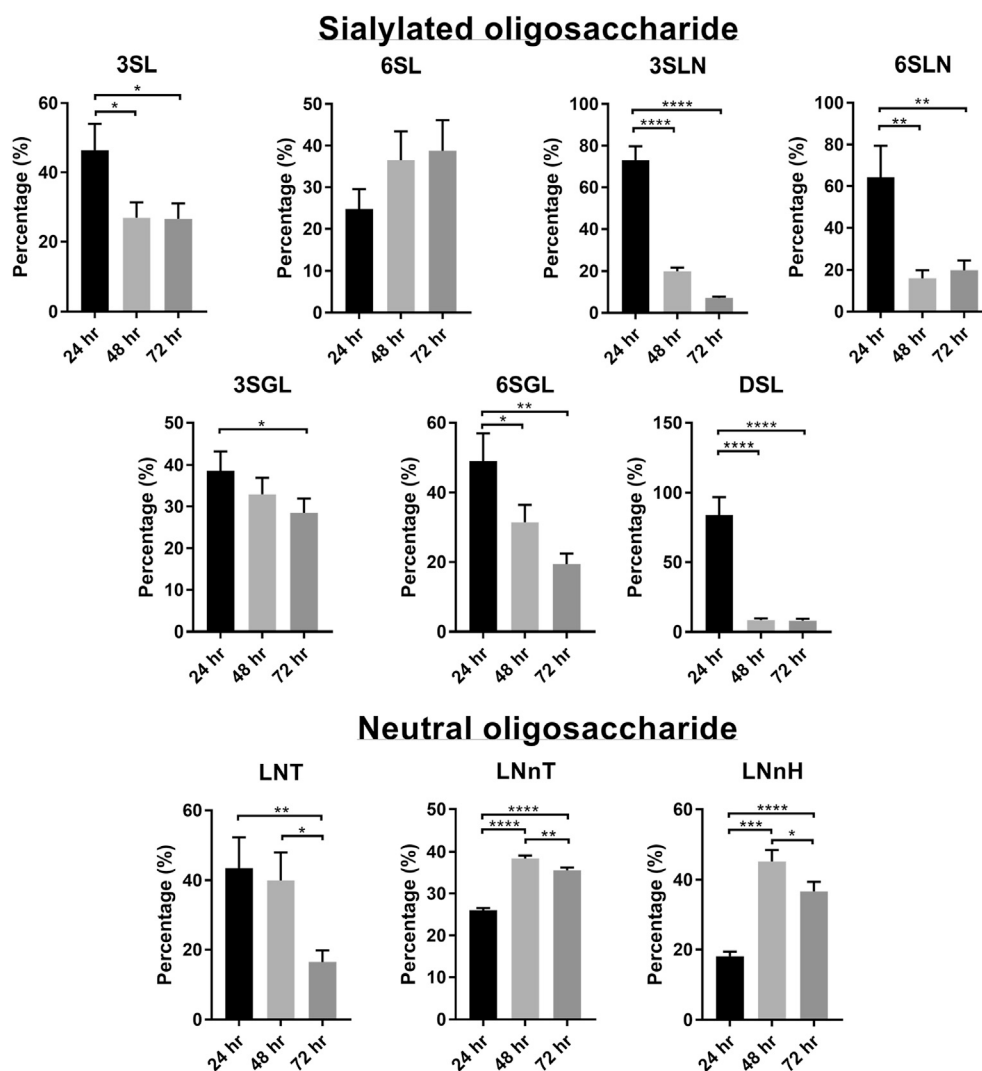 Sialylated oligosaccharide
3SL
6SL
3SLN
6SLN
Percentage (%)
60
40
20
0
*
*
24 hr
48 hr
72 hr
Percentage (%)
50
40
30
20
10
0
24 hr
48 hr
72 hr
Percentage (%)
100
80
60
40
20
0
****
****
24 hr
48 hr
72 hr
Percentage (%)
100
80
60
40
20
0
**
**
24 hr
48 hr
72 hr
3SGL
6SGL
DSL
Percentage (%)
50
40
30
20
10
0
*
24 hr
48 hr
72 hr
Percentage (%)
60
40
20
0
**
*
24 hr
48 hr
72 hr
Percentage (%)
150
100
50
0
****
****
24 hr
48 hr
72 hr
Neutral oligosaccharide
LNT
LNnT
LNnH
Percentage (%)
60
40
20
0
**
*
24 hr
48 hr
72 hr
Percentage (%)
50
40
30
20
10
0
****
****
**
24 hr
48 hr
72 hr
Percentage (%)
60
40
20
0
****
***
*
24 hr
48 hr
72 hr